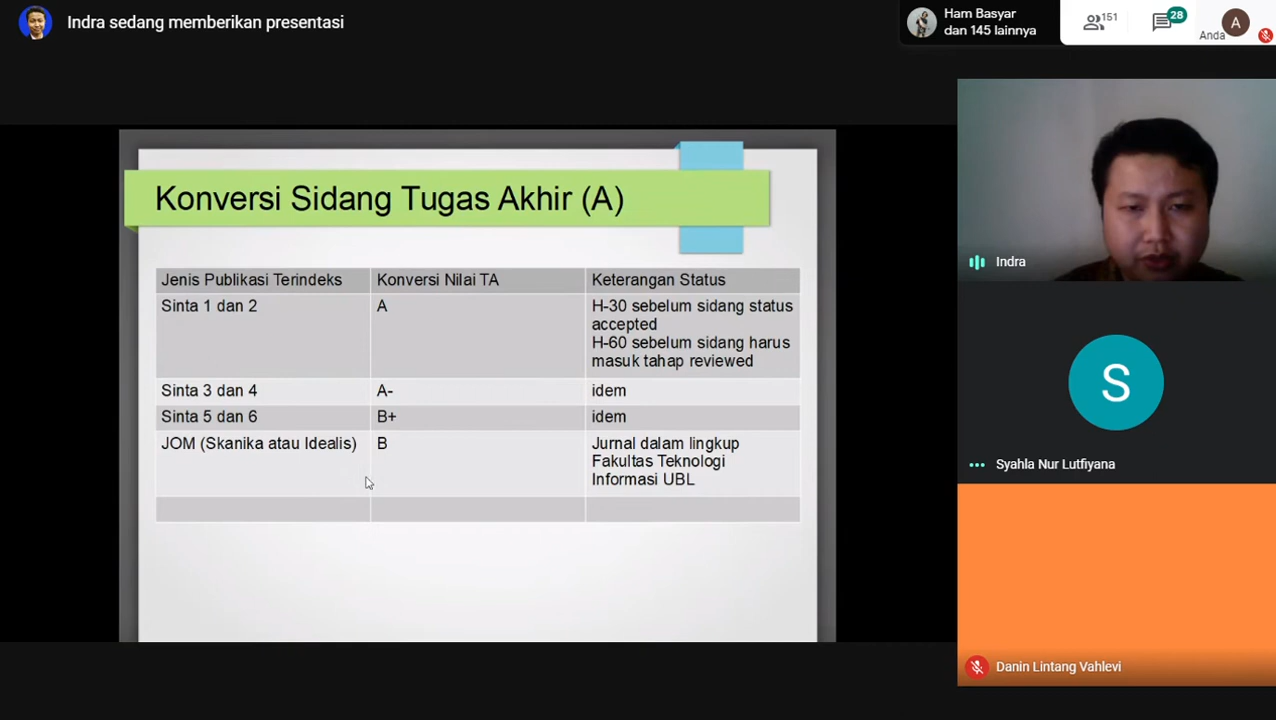 Indra sedang memberikan presentasi
Ham Basyar
dan 145 lainnya
151
28
A
Anda
Konversi Sidang Tugas Akhir (A)
Jenis Publikasi Terindeks
Konversi Nilai TA
Keterangan Status
Sinta 1 dan 2
A
H-30 sebelum sidang status
accepted
H-60 sebelum sidang harus
masuk tahap reviewed
Sinta 3 dan 4
A-
idem
Sinta 5 dan 6
B+
idem
JOM (Skanika atau Idealis)
B
Jurnal dalam lingkup
Fakultas Teknologi
Informasi UBL
Indra
S
Syahla Nur Lutfiyana
Danin Lintang Vahlevi